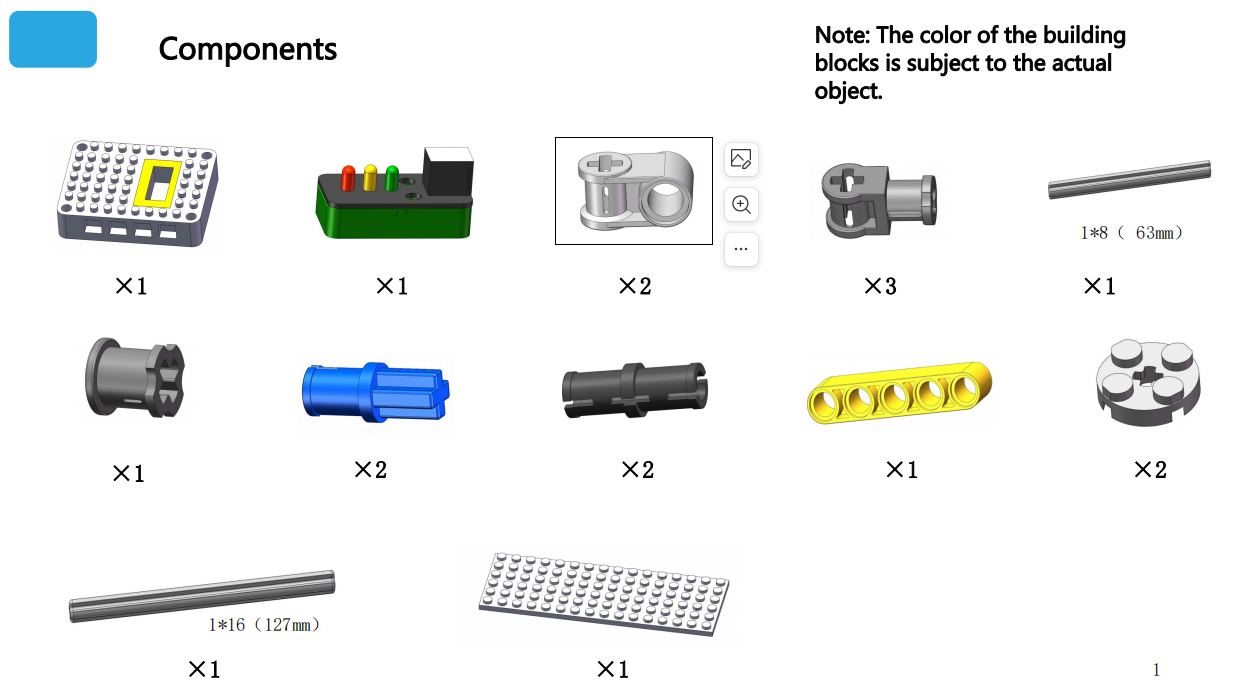 Components
Note: The color of the building
blocks is subject to the actual
object.
1*8（ 63mm）
×1
×1
×2
×3
×1
×1
×2
×2
×1
×2
1*16（127mm）
×1
×1
1